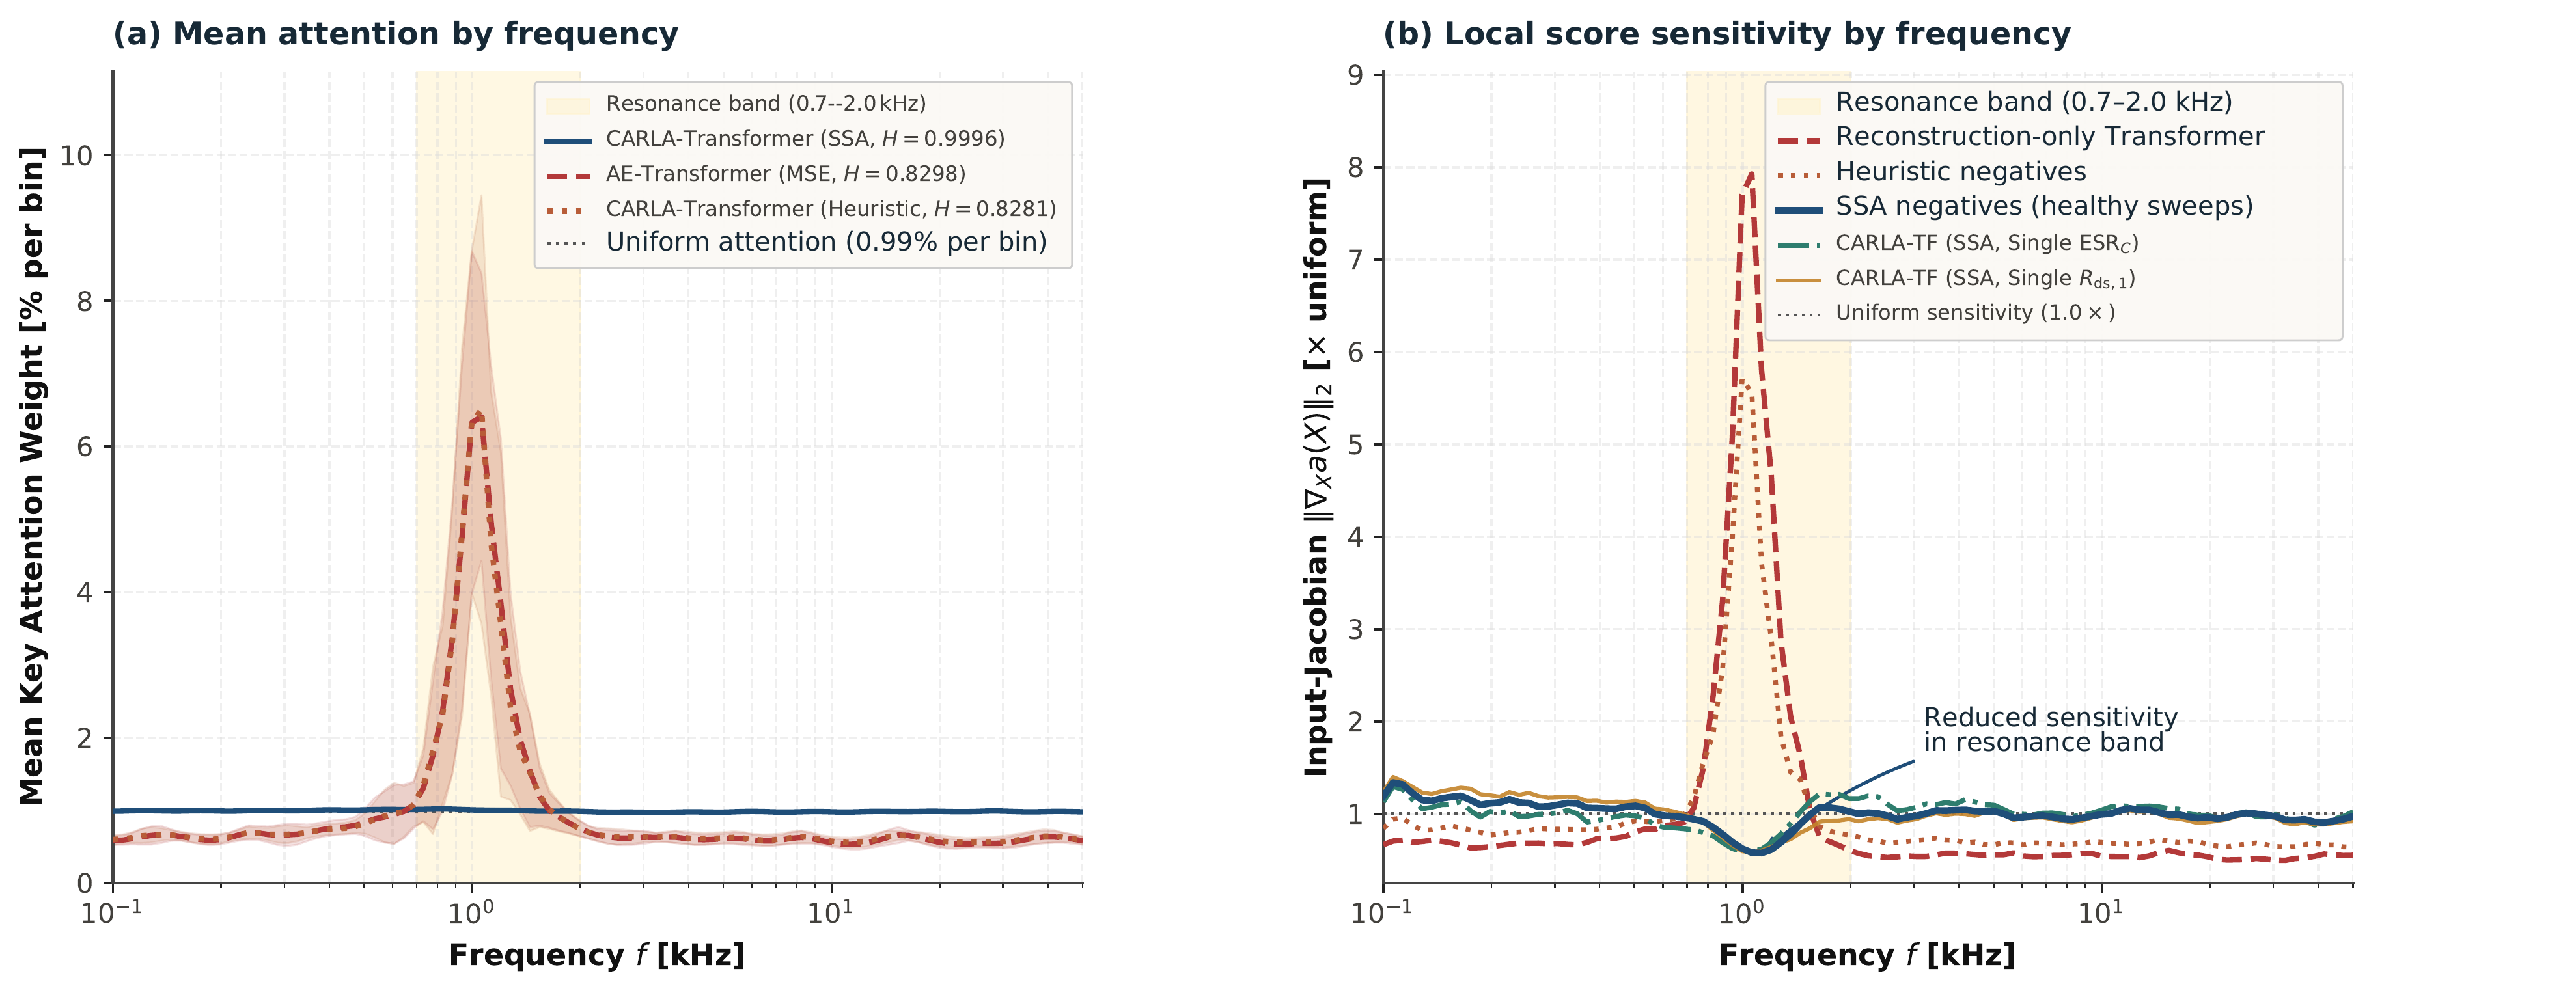 (a) Mean attention by frequency
Mean Key Attention Weight [% per bin]
10
8
6
4
2
0
Resonance band (0.7--2.0 kHz)
CARLA-Transformer (SSA, H = 0.9996)
AE-Transformer (MSE, H = 0.8298)
CARLA-Transformer (Heuristic, H = 0.8281)
Uniform attention (0.99% per bin)
10⁻¹ 10⁰ 10¹
Frequency f [kHz]
(b) Local score sensitivity by frequency
Input-Jacobian ‖∇ₓa(X)‖₂ [× uniform]
9
8
7
6
5
4
3
2
1
Resonance band (0.7–2.0 kHz)
Reconstruction-only Transformer
Heuristic negatives
SSA negatives (healthy sweeps)
CARLA-TF (SSA, Single ESR_C)
CARLA-TF (SSA, Single R_ds,1)
Uniform sensitivity (1.0 ×)
Reduced sensitivity
in resonance band
10⁻¹ 10⁰ 10¹
Frequency f [kHz]